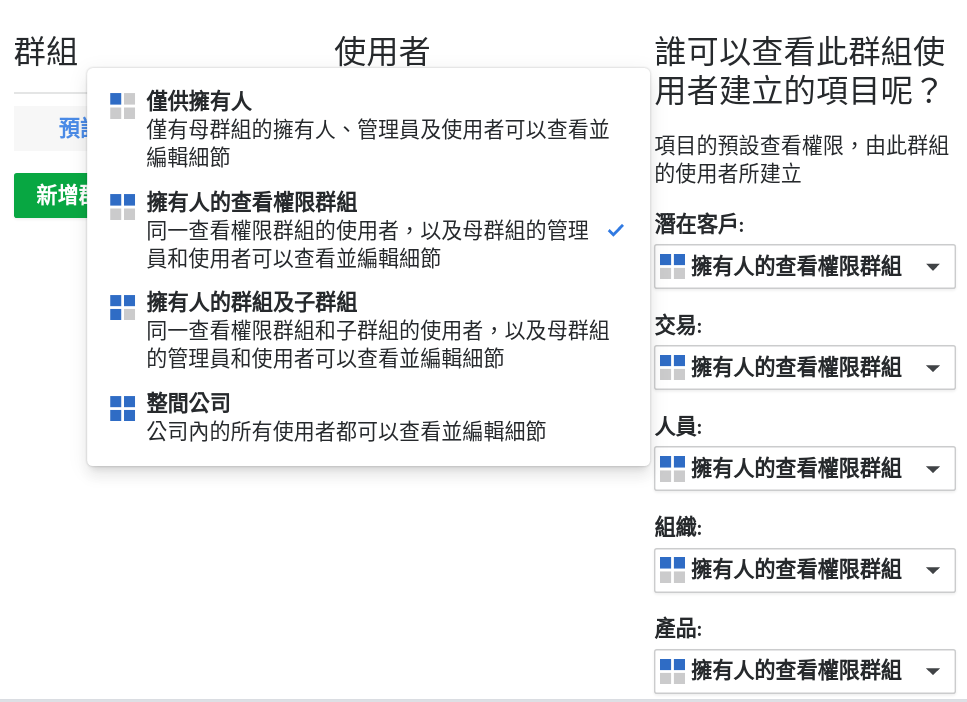 群組
使用者
誰可以查看此群組使
用者建立的項目呢？
項目的預設查看權限，由此群組
的使用者所建立
預
新增
僅供擁有人
僅有母群組的擁有人、管理員及使用者可以查看並
編輯細節
擁有人的查看權限群組
同一查看權限群組的使用者，以及母群組的管理
員和使用者可以查看並編輯細節
擁有人的群組及子群組
同一查看權限群組和子群組的使用者，以及母群組
的管理員和使用者可以查看並編輯細節
整間公司
公司內的所有使用者都可以查看並編輯細節
潛在客戶:
擁有人的查看權限群組
交易:
擁有人的查看權限群組
人員:
擁有人的查看權限群組
組織:
擁有人的查看權限群組
產品:
擁有人的查看權限群組